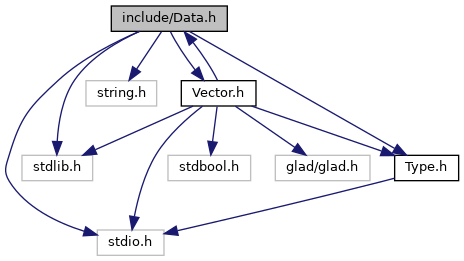 include/Data.h
string.h
Vector.h
stdlib.h
stdbool.h
glad/glad.h
Type.h
stdio.h